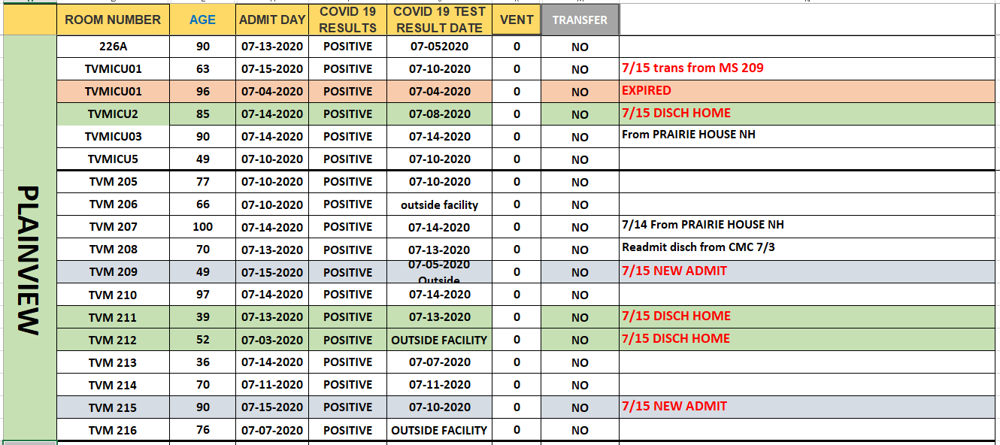 ROOM NUMBER AGE ADMIT DAY COVID 19 RESULTS COVID 19 TEST RESULT DATE VENT TRANSFER
PLAINVIEW
226A 90 07-13-2020 POSITIVE 07-052020 0 NO
TVMICU01 63 07-15-2020 POSITIVE 07-10-2020 0 NO 7/15 trans from MS 209
TVMICU01 96 07-04-2020 POSITIVE 07-04-2020 0 NO EXPIRED
TVMICU2 85 07-14-2020 POSITIVE 07-08-2020 0 NO 7/15 DISCH HOME
TVMICU03 90 07-14-2020 POSITIVE 07-14-2020 0 NO From PRAIRIE HOUSE NH
TVMICU5 49 07-10-2020 POSITIVE 07-10-2020 0 NO
TVM 205 77 07-10-2020 POSITIVE 07-10-2020 0 NO
TVM 206 66 07-10-2020 POSITIVE outside facility 0 NO
TVM 207 100 07-14-2020 POSITIVE 07-14-2020 0 NO 7/14 From PRAIRIE HOUSE NH
TVM 208 70 07-13-2020 POSITIVE 07-13-2020 0 NO Readmit disch from CMC 7/3
TVM 209 49 07-15-2020 POSITIVE 07-05-2020 Outside 0 NO 7/15 NEW ADMIT
TVM 210 97 07-14-2020 POSITIVE 07-14-2020 0 NO
TVM 211 39 07-13-2020 POSITIVE 07-13-2020 0 NO 7/15 DISCH HOME
TVM 212 52 07-03-2020 POSITIVE OUTSIDE FACILITY 0 NO 7/15 DISCH HOME
TVM 213 36 07-14-2020 POSITIVE 07-07-2020 0 NO
TVM 214 70 07-11-2020 POSITIVE 07-11-2020 0 NO
TVM 215 90 07-15-2020 POSITIVE 07-10-2020 0 NO 7/15 NEW ADMIT
TVM 216 76 07-07-2020 POSITIVE OUTSIDE FACILITY 0 NO